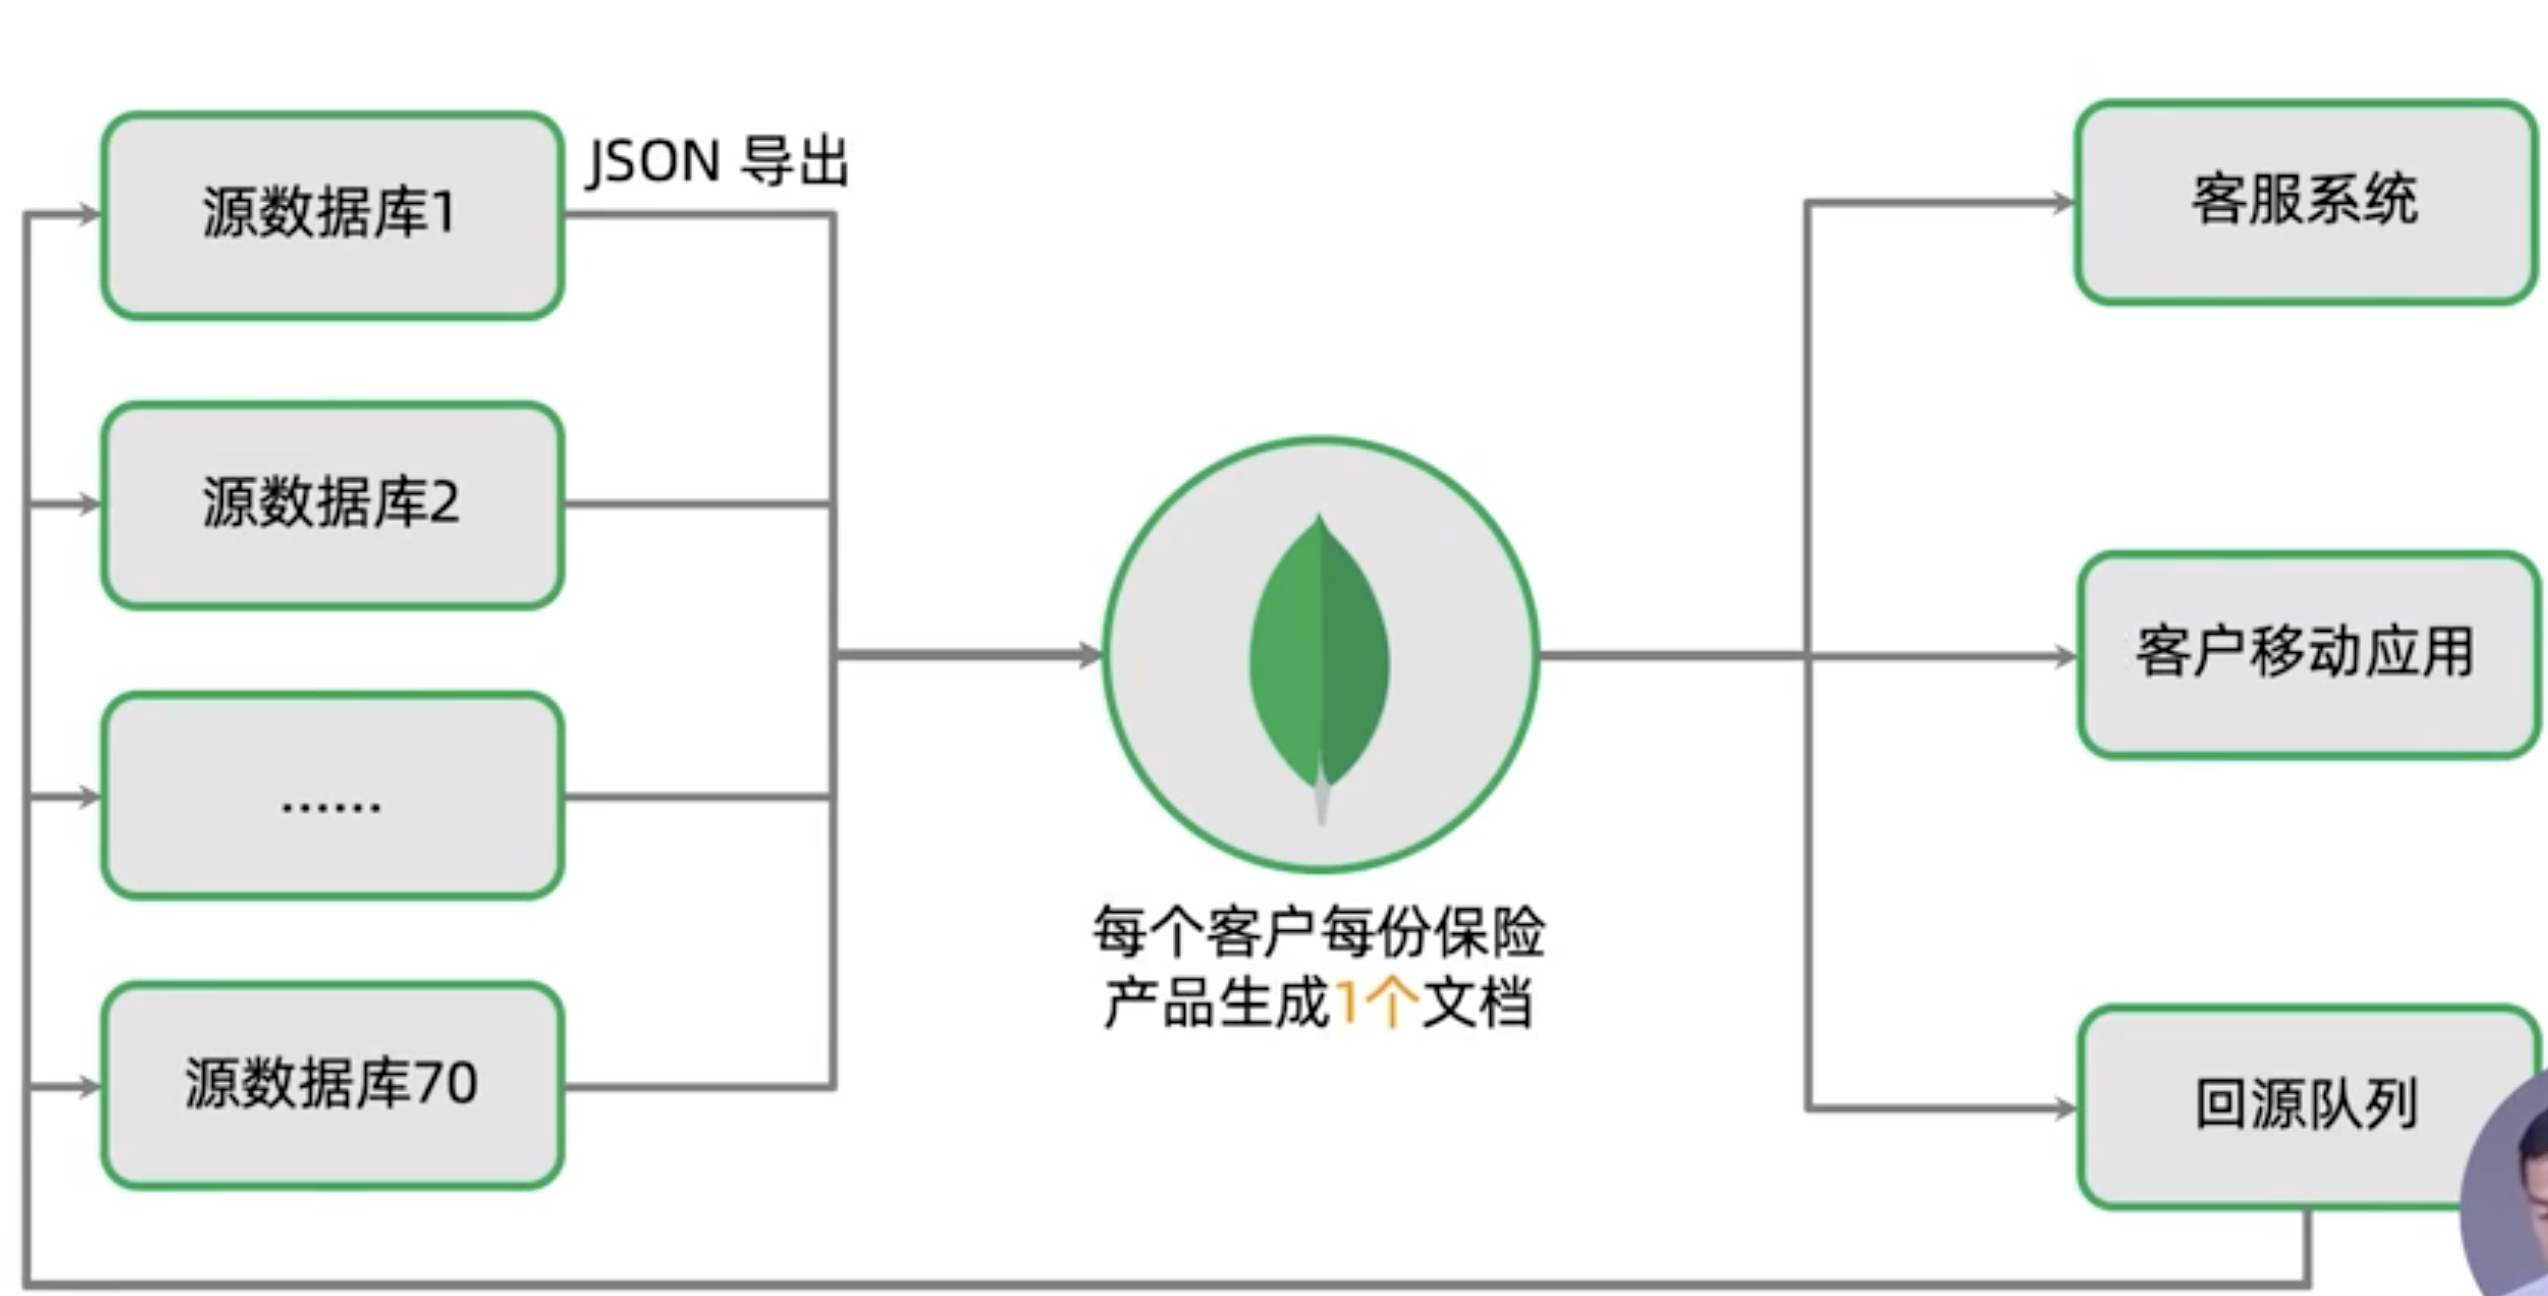 JSON 导出
源数据库1
源数据库2
......
源数据库70
每个客户每份保险
产品生成1个文档
客服系统
客户移动应用
回源队列